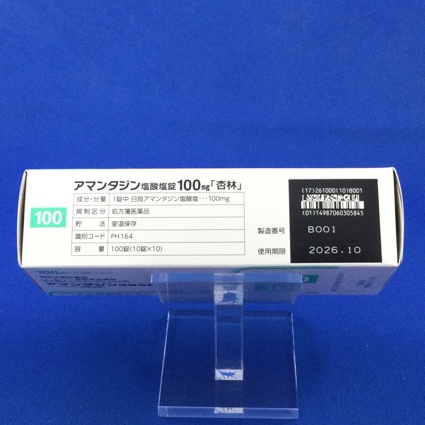 アマンタジン塩酸塩錠100mg「杏林」
成分・分量 1錠中 日局アマンタジン塩酸塩…100mg
規制区分 処方箋医薬品
貯法 室温保存
識別コード PH164
容量 100錠(10錠×10)
100
(17)261000(10)B001
(01)14987060305845
製造番号 B001
使用期限 2026.10